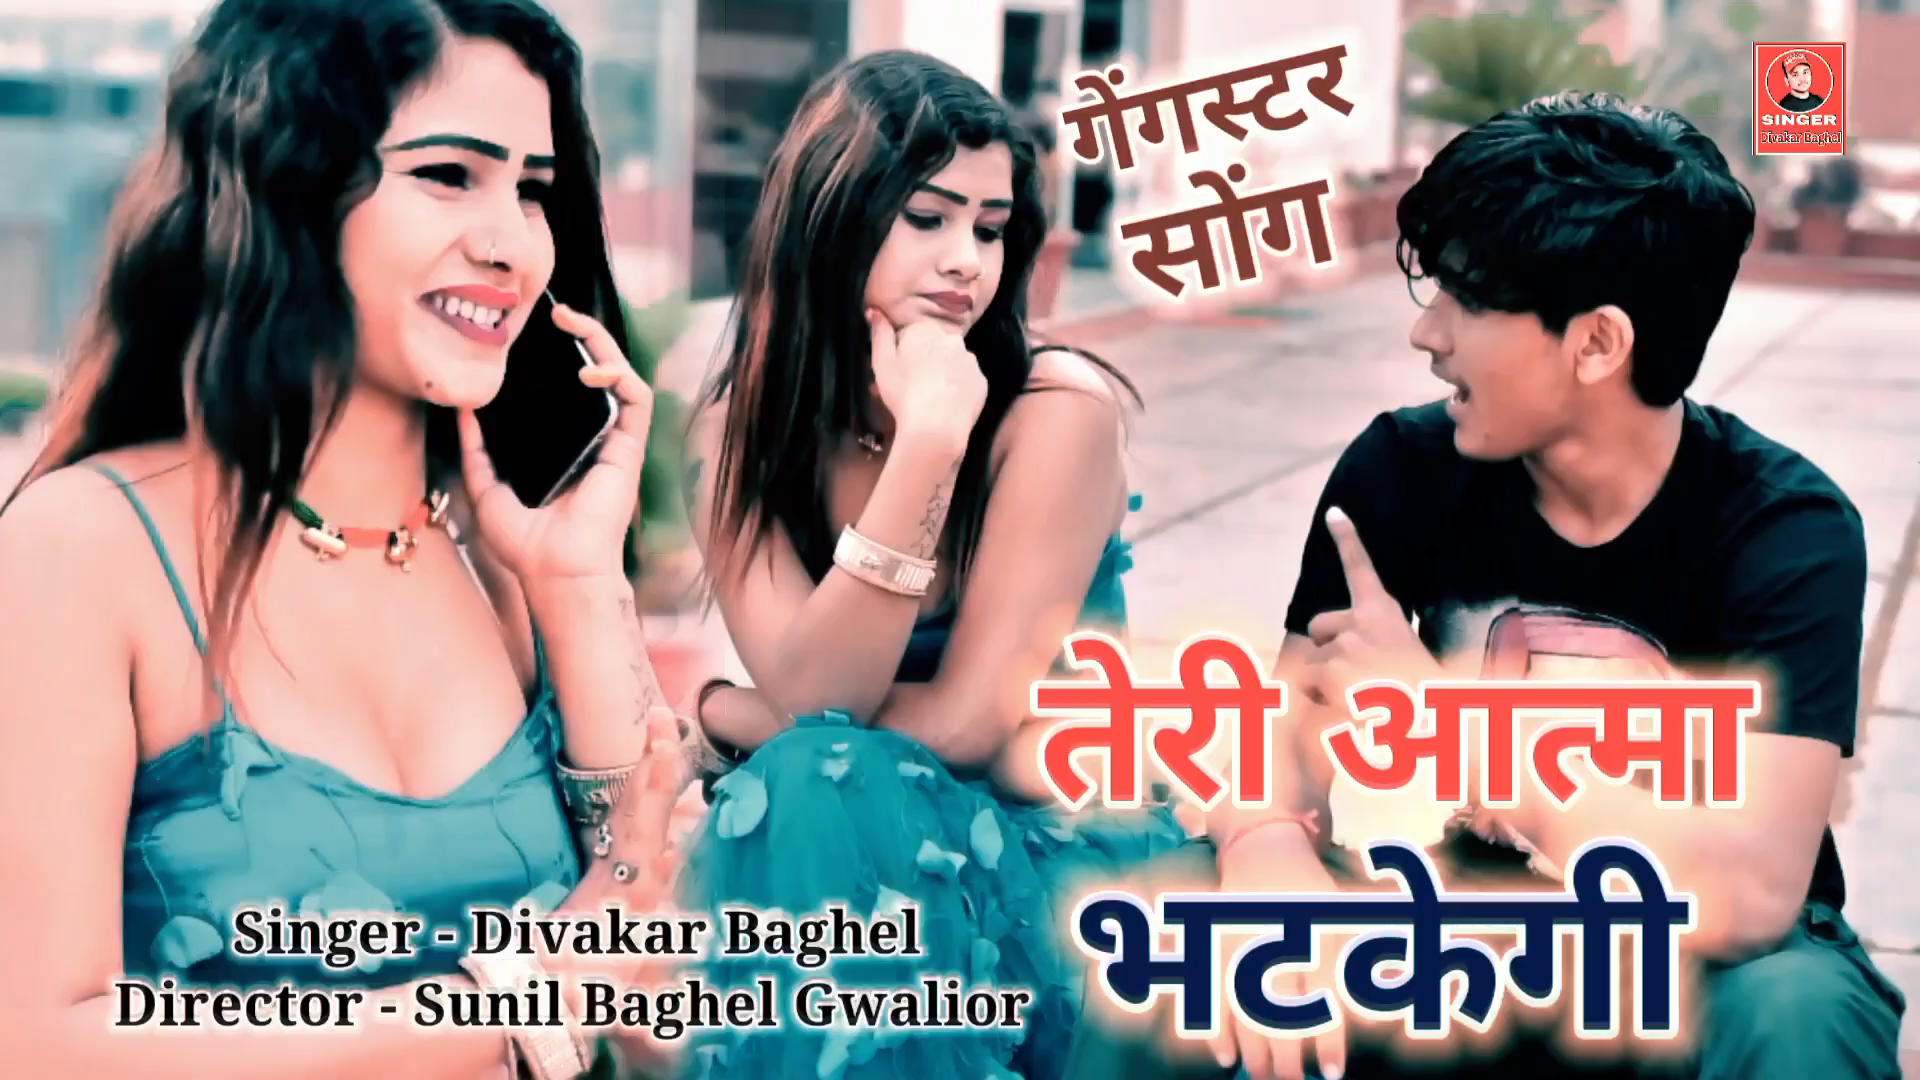 गेंगस्टर
सोंग
SINGER
Divakar Baghel
तेरी आत्मा
भटकेगी
Singer - Divakar Baghel
Director - Sunil Baghel Gwalior